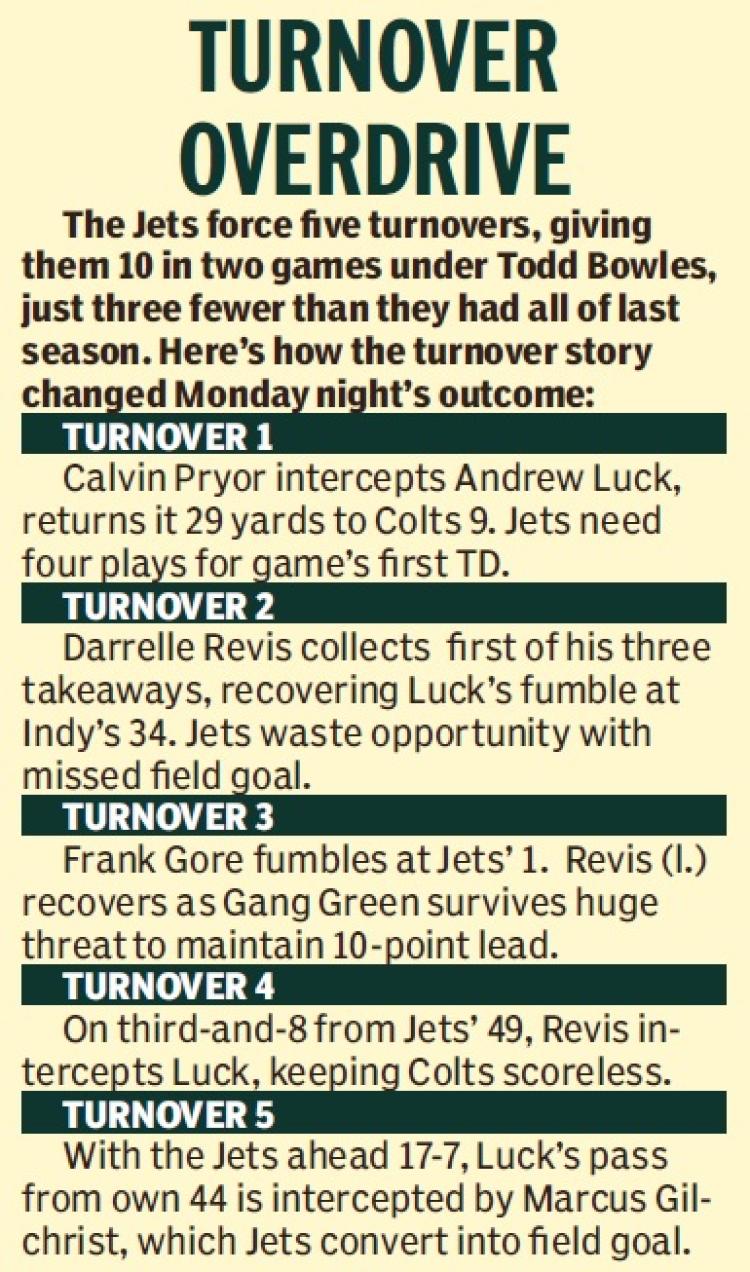 TURNOVER
OVERDRIVE
The Jets force five turnovers, giving
them 10 in two games under Todd Bowles,
just three fewer than they had all of last
season. Here’s how the turnover story
changed Monday night’s outcome:
TURNOVER 1
Calvin Pryor intercepts Andrew Luck,
returns it 29 yards to Colts 9. Jets need
four plays for game’s first TD.
TURNOVER 2
Darrelle Revis collects first of his three
takeaways, recovering Luck’s fumble at
Indy’s 34. Jets waste opportunity with
missed field goal.
TURNOVER 3
Frank Gore fumbles at Jets’ 1. Revis (l.)
recovers as Gang Green survives huge
threat to maintain 10-point lead.
TURNOVER 4
On third-and-8 from Jets’ 49, Revis in-
tercepts Luck, keeping Colts scoreless.
TURNOVER 5
With the Jets ahead 17-7, Luck’s pass
from own 44 is intercepted by Marcus Gil-
christ, which Jets convert into field goal.